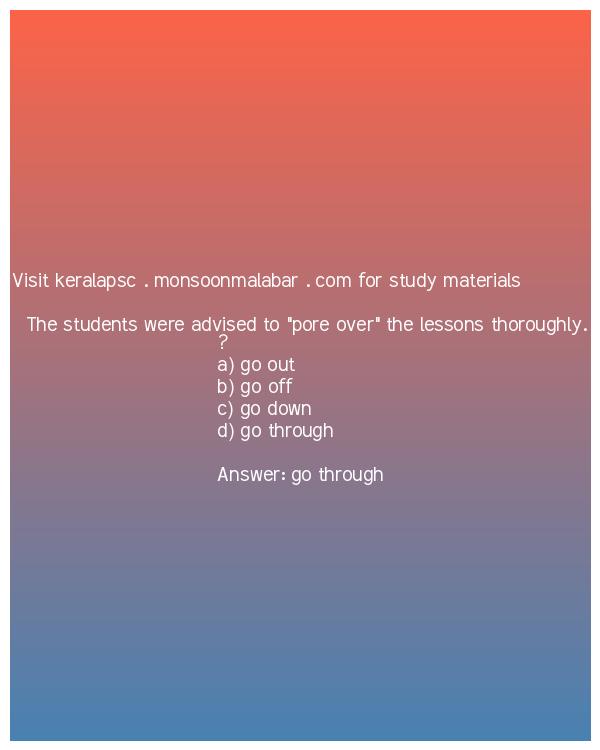 Visit keralapsc . monsoonmalabar . com for study materials
The students were advised to "pore over" the lessons thoroughly.
?
a) go out
b) go off
c) go down
d) go through
Answer: go through